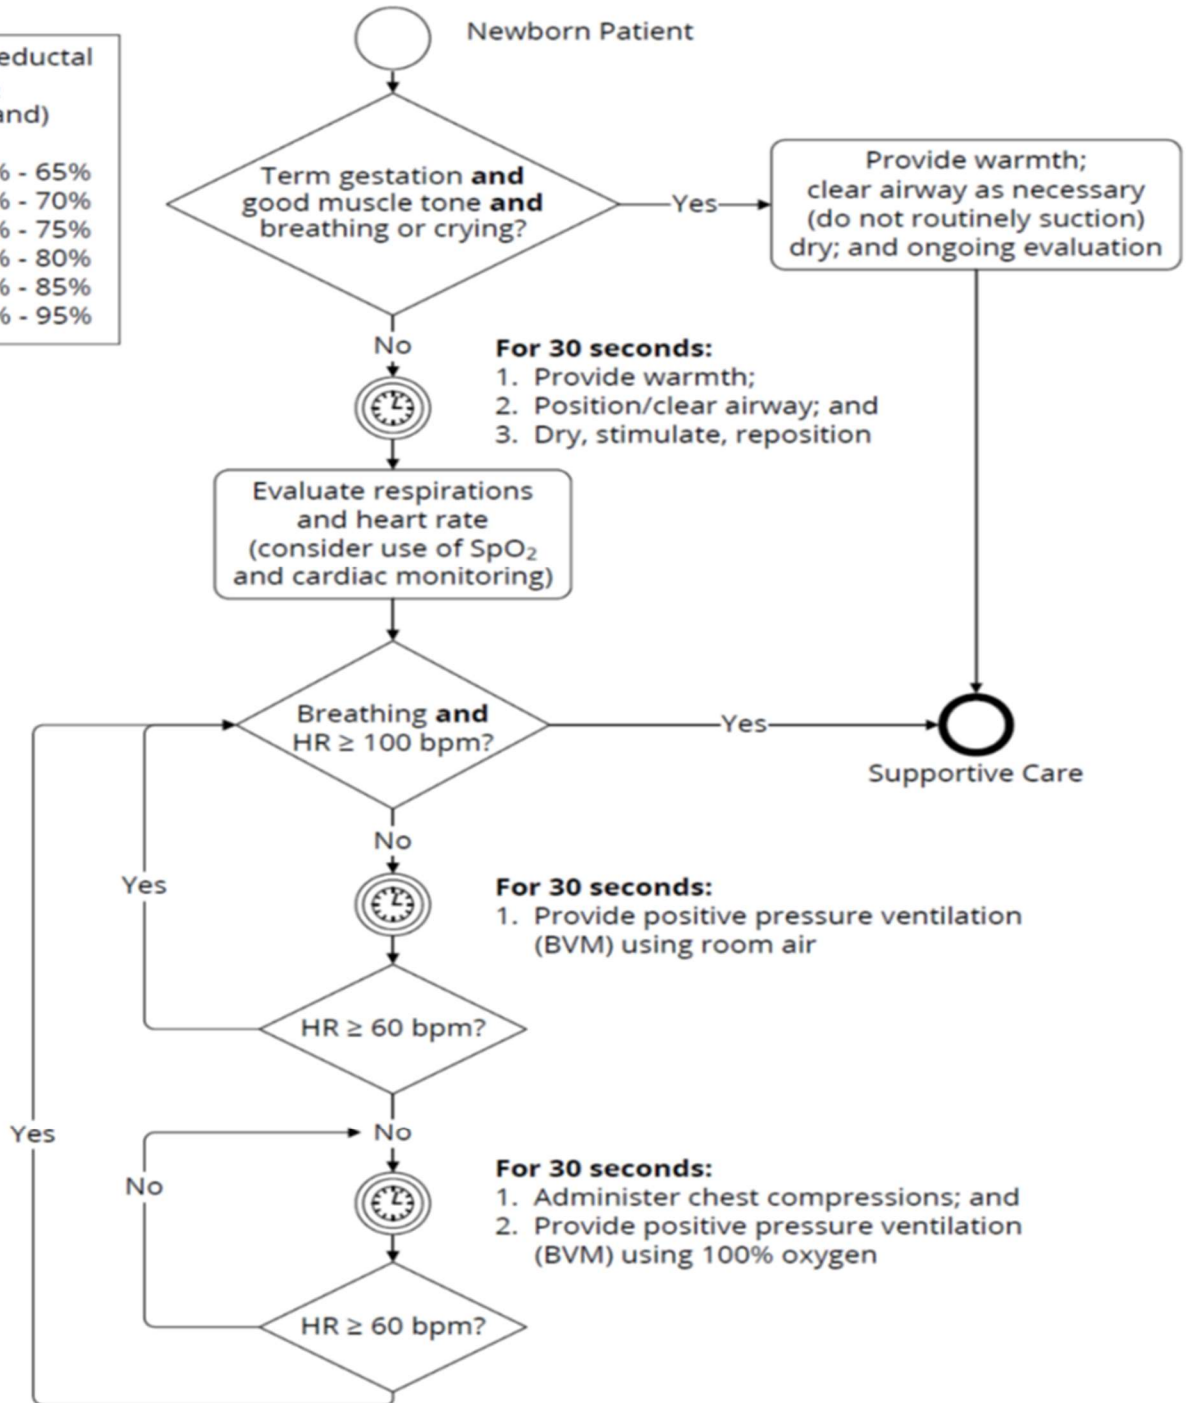 Newborn Patient
eductal
and)
% - 65%
% - 70%
% - 75%
% - 80%
% - 85%
% - 95%
Term gestation and
good muscle tone and
breathing or crying?
Yes
Provide warmth;
clear airway as necessary
(do not routinely suction)
dry; and ongoing evaluation
No
For 30 seconds:
1. Provide warmth;
2. Position/clear airway; and
3. Dry, stimulate, reposition
Evaluate respirations
and heart rate
(consider use of SpO₂
and cardiac monitoring)
Breathing and
HR ≥ 100 bpm?
Yes
Supportive Care
No
Yes
For 30 seconds:
1. Provide positive pressure ventilation
(BVM) using room air
HR ≥ 60 bpm?
Yes
No
No
For 30 seconds:
1. Administer chest compressions; and
2. Provide positive pressure ventilation
(BVM) using 100% oxygen
HR ≥ 60 bpm?